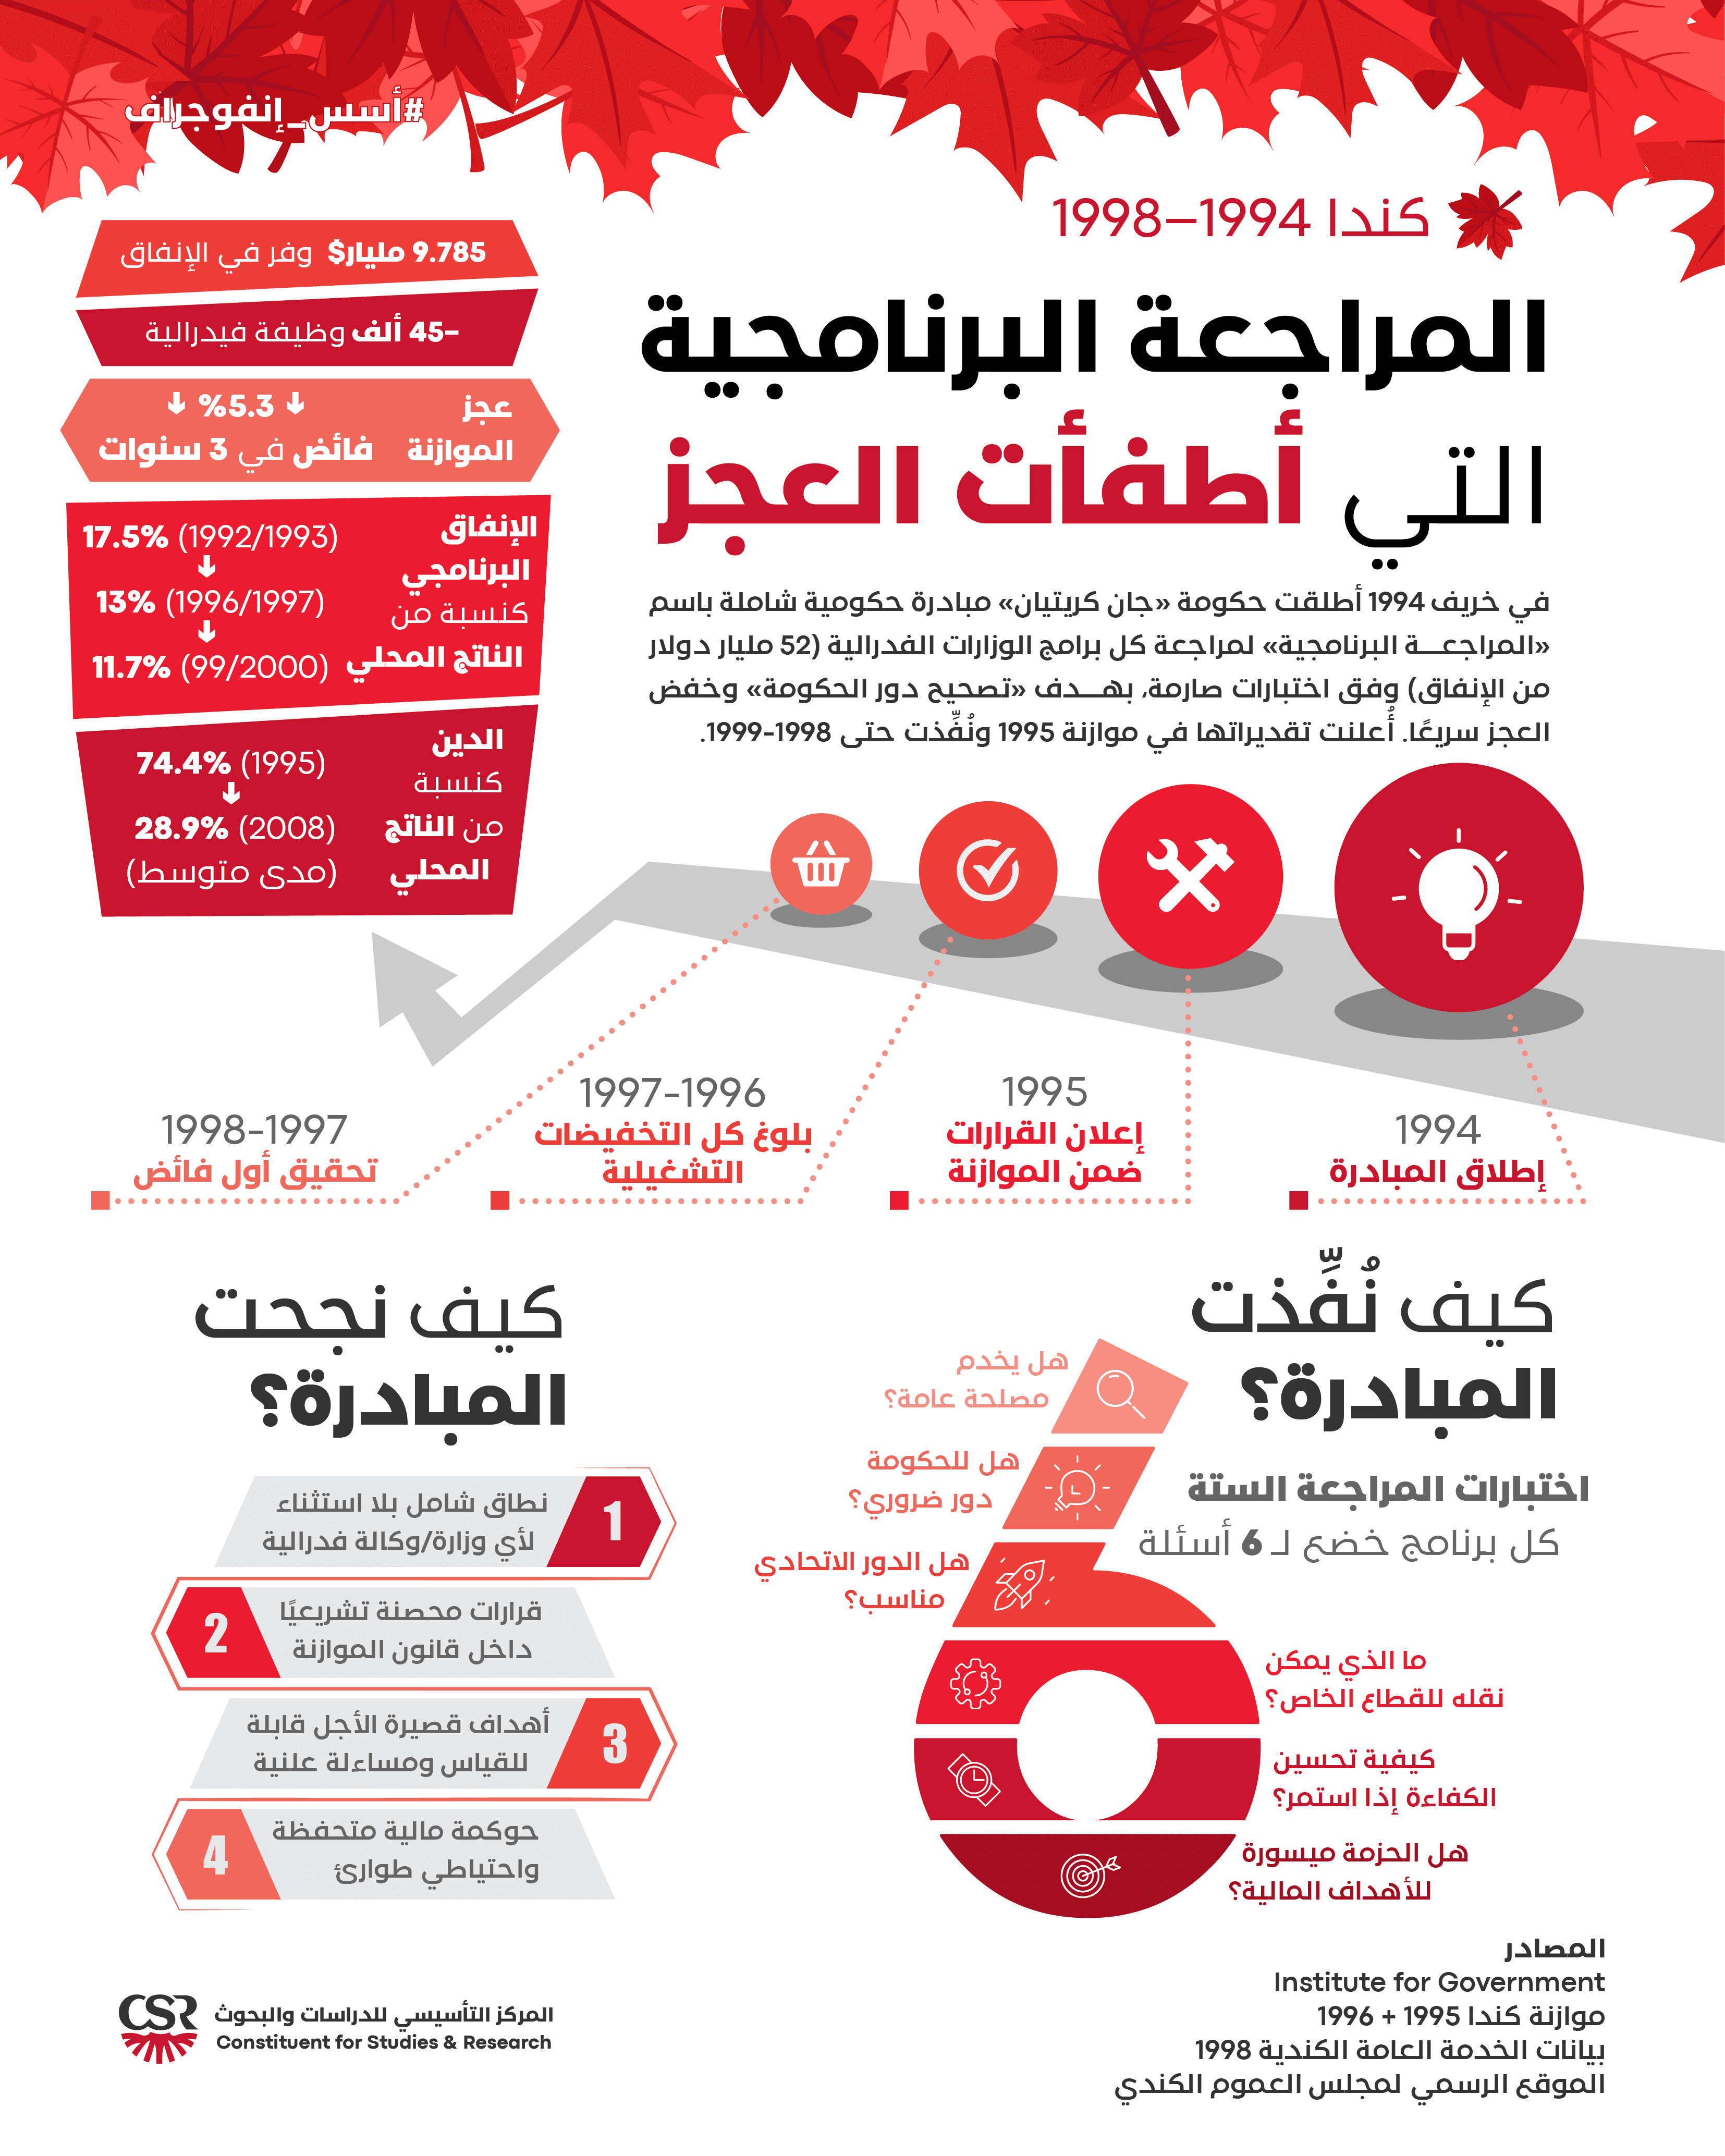 #أسس_إنفوجراف
كندا 1994–1998
المراجعة البرنامجية
التي أطفأت العجز
في خريف 1994 أطلقت حكومة «جان كريتيان» مبادرة حكومية شاملة باسم
«المراجعــة البرنامجية» لمراجعة كل برامج الوزارات الفدرالية (52 مليار دولار
من الإنفاق) وفق اختبارات صارمة، بهــدف «تصحيح دور الحكومة» وخفض
العجز سريعًا. أُعلنت تقديراتها في موازنة 1995 ونُفِّذت حتى 1998-1999.
9.785 مليار$ وفر في الإنفاق
–45 ألف وظيفة فيدرالية
عجز
الموازنة
↓ 5.3% ↓
فائض في 3 سنوات
الإنفاق
البرنامجي
كنسبة من
الناتج المحلي
17.5% (1992/1993)
↓
13% (1996/1997)
↓
11.7% (99/2000)
الدين
كنسبة
من الناتج
المحلي
74.4% (1995)
↓
28.9% (2008)
(مدى متوسط)
1994
إطلاق المبادرة
1995
إعلان القرارات
ضمن الموازنة
1997-1996
بلوغ كل التخفيضات
التشغيلية
1998-1997
تحقيق أول فائض
كيف نُفِّذت
المبادرة؟
اختبارات المراجعة الستة
كل برنامج خضع لـ 6 أسئلة
هل يخدم
مصلحة عامة؟
هل للحكومة
دور ضروري؟
هل الدور الاتحادي
مناسب؟
ما الذي يمكن
نقله للقطاع الخاص؟
كيفية تحسين
الكفاءة إذا استمر؟
هل الحزمة ميسورة
للأهداف المالية؟
كيف نجحت
المبادرة؟
1
نطاق شامل بلا استثناء
لأي وزارة/وكالة فدرالية
2
قرارات محصنة تشريعيًا
داخل قانون الموازنة
3
أهداف قصيرة الأجل قابلة
للقياس ومساءلة علنية
4
حوكمة مالية متحفظة
واحتياطي طوارئ
المصادر
Institute for Government
موازنة كندا 1995 + 1996
بيانات الخدمة العامة الكندية 1998
الموقع الرسمي لمجلس العموم الكندي
CSR
المركز التأسيسي للدراسات والبحوث
Constituent for Studies & Research